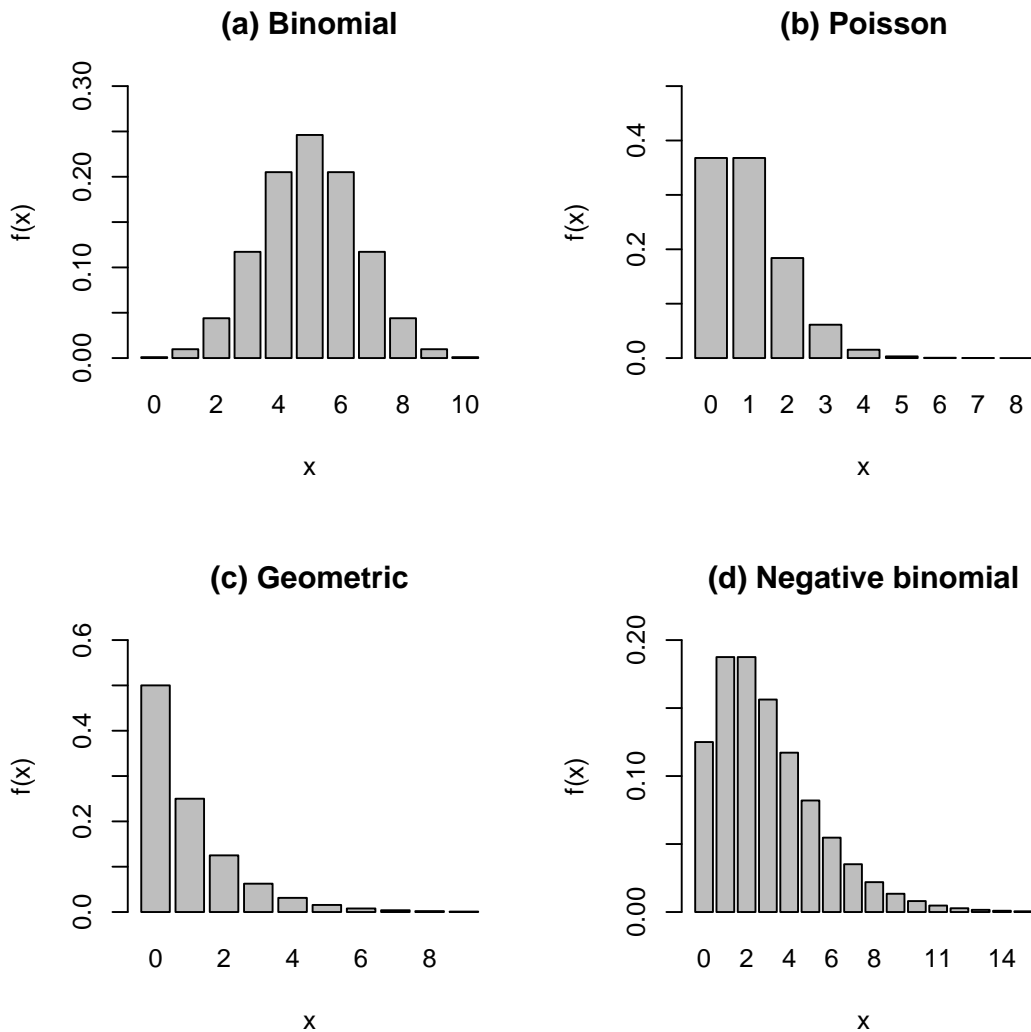 (a) Binomial
f(x)
0.00 0.10 0.20 0.30
0 2 4 6 8 10
x
(b) Poisson
f(x)
0.0 0.2 0.4
0 1 2 3 4 5 6 7 8
x
(c) Geometric
f(x)
0.0 0.2 0.4 0.6
0 2 4 6 8
x
(d) Negative binomial
f(x)
0.00 0.10 0.20
0 2 4 6 8 11 14
x